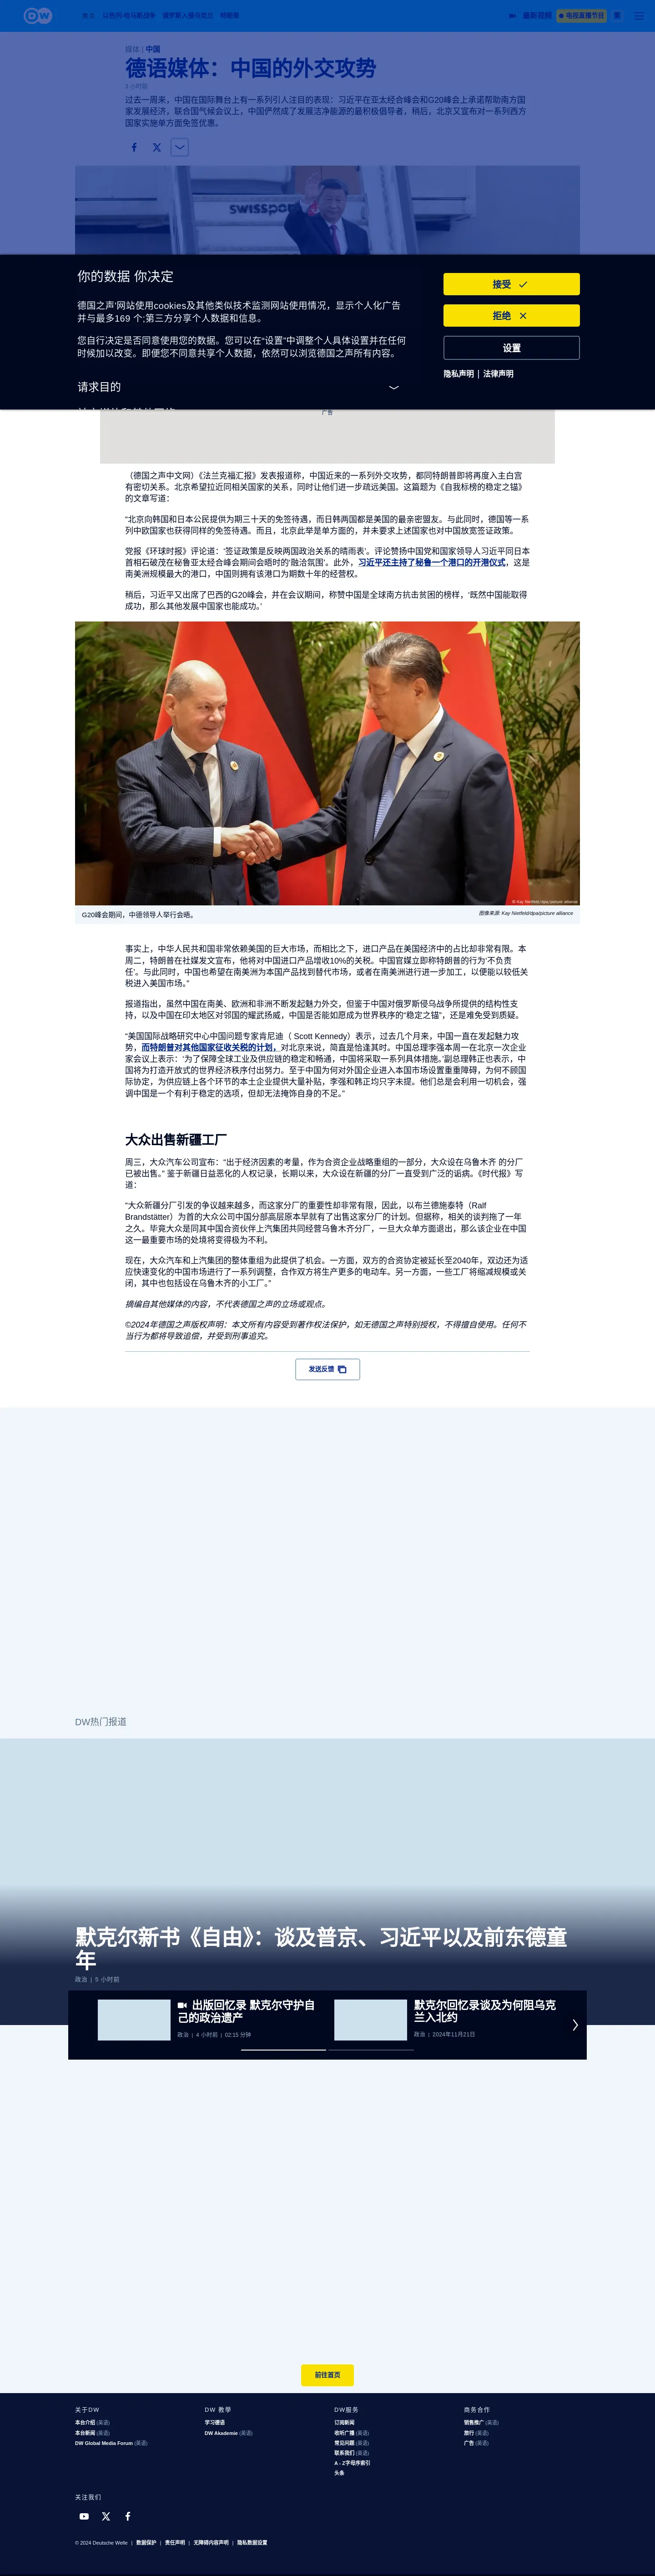 DW
焦点
以色列-哈马斯战争
俄罗斯入侵乌克兰
特朗普
最新视频
电视直播节目
媒体 | 中国
德语媒体：中国的外交攻势
3 小时前
过去一周来，中国在国际舞台上有一系列引人注目的表现：习近平在亚太经合峰会和G20峰会上承诺帮助南方国
家发展经济，联合国气候会议上，中国俨然成了发展洁净能源的最积极倡导者，稍后，北京又宣布对一系列西方
国家实施单方面免签优惠。
swissport
你的数据 你决定
德国之声'网站使用cookies及其他类似技术监测网站使用情况，显示个人化广告
并与最多169 个;第三方分享个人数据和信息。
您自行决定是否同意使用您的数据。您可以在“设置”中调整个人具体设置并在任何
时候加以改变。即便您不同意共享个人数据，依然可以浏览德国之声所有内容。
请求目的
接受
拒绝
设置
隐私声明 | 法律声明
广告
（德国之声中文网）《法兰克福汇报》发表报道称，中国近来的一系列外交攻势，都同特朗普即将再度入主白宫
有密切关系。北京希望拉近同相关国家的关系，同时让他们进一步疏远美国。这篇题为《自我标榜的稳定之锚》
的文章写道：
“北京向韩国和日本公民提供为期三十天的免签待遇，而日韩两国都是美国的最亲密盟友。与此同时，德国等一系
列中欧国家也获得同样的免签待遇。而且，北京此举是单方面的，并未要求上述国家也对中国放宽签证政策。
党报《环球时报》评论道：‘签证政策是反映两国政治关系的晴雨表’。评论赞扬中国党和国家领导人习近平同日本
首相石破茂在秘鲁亚太经合峰会期间会晤时的‘融洽氛围’。此外，习近平还主持了秘鲁一个港口的开港仪式，这是
南美洲规模最大的港口，中国则拥有该港口为期数十年的经营权。
稍后，习近平又出席了巴西的G20峰会，并在会议期间，称赞中国是全球南方抗击贫困的榜样，‘既然中国能取得
成功，那么其他发展中国家也能成功。’
© Kay Nietfeld/dpa/picture alliance
G20峰会期间，中德领导人举行会晤。
图像来源: Kay Nietfeld/dpa/picture alliance
事实上，中华人民共和国非常依赖美国的巨大市场，而相比之下，进口产品在美国经济中的占比却非常有限。本
周二，特朗普在社媒发文宣布，他将对中国进口产品增收10%的关税。中国官媒立即称特朗普的行为‘不负责
任’。与此同时，中国也希望在南美洲为本国产品找到替代市场，或者在南美洲进行进一步加工，以便能以较低关
税进入美国市场。”
报道指出，虽然中国在南美、欧洲和非洲不断发起魅力外交，但鉴于中国对俄罗斯侵乌战争所提供的结构性支
持，以及中国在印太地区对邻国的耀武扬威，中国是否能如愿成为世界秩序的“稳定之锚”，还是难免受到质疑。
“美国国际战略研究中心中国问题专家肯尼迪（ Scott Kennedy）表示，过去几个月来，中国一直在发起魅力攻
势，而特朗普对其他国家征收关税的计划，对北京来说，简直是恰逢其时。中国总理李强本周一在北京一次企业
家会议上表示：‘为了保障全球工业及供应链的稳定和畅通，中国将采取一系列具体措施。’副总理韩正也表示，中
国将为打造开放式的世界经济秩序付出努力。至于中国为何对外国企业进入本国市场设置重重障碍，为何不顾国
际协定，为供应链上各个环节的本土企业提供大量补贴，李强和韩正均只字未提。他们总是会利用一切机会，强
调中国是一个有利于稳定的选项，但却无法掩饰自身的不足。”
大众出售新疆工厂
周三，大众汽车公司宣布：“出于经济因素的考量，作为合资企业战略重组的一部分，大众设在乌鲁木齐 的分厂
已被出售。” 鉴于新疆日益恶化的人权记录，长期以来，大众设在新疆的分厂一直受到广泛的诟病。《时代报》写
道：
“大众新疆分厂引发的争议越来越多，而这家分厂的重要性却非常有限，因此，以布兰德施泰特（Ralf
Brandstätter）为首的大众公司中国分部高层原本早就有了出售这家分厂的计划。但据称，相关的谈判拖了一年
之久。毕竟大众是同其中国合资伙伴上汽集团共同经营乌鲁木齐分厂，一旦大众单方面退出，那么该企业在中国
这一最重要市场的处境将变得极为不利。
现在，大众汽车和上汽集团的整体重组为此提供了机会。一方面，双方的合资协定被延长至2040年，双边还为适
应快速变化的中国市场进行了一系列调整，合作双方将生产更多的电动车。另一方面，一些工厂将缩减规模或关
闭，其中也包括设在乌鲁木齐的小工厂。”
摘编自其他媒体的内容，不代表德国之声的立场或观点。
©2024年德国之声版权声明：本文所有内容受到著作权法保护，如无德国之声特别授权，不得擅自使用。任何不
当行为都将导致追偿，并受到刑事追究。
发送反馈
DW热门报道
默克尔新书《自由》：谈及普京、习近平以及前东德童
年
政治 | 5 小时前
出版回忆录 默克尔守护自
己的政治遗产
政治 | 4 小时前 | 02:15 分钟
默克尔回忆录谈及为何阻乌克
兰入北约
政治 | 2024年11月21日
前往首页
关于DW
本台介绍 (英语)
本台新闻 (英语)
DW Global Media Forum (英语)
DW 教學
学习德语
DW Akademie (英语)
DW服务
订阅新闻
收听广播 (英语)
常见问题 (英语)
联系我们 (英语)
A - Z字母序索引
头条
商务合作
销售推广 (英语)
旅行 (英语)
广告 (英语)
关注我们
© 2024 Deutsche Welle | 数据保护 | 责任声明 | 无障碍内容声明 | 隐私数据设置